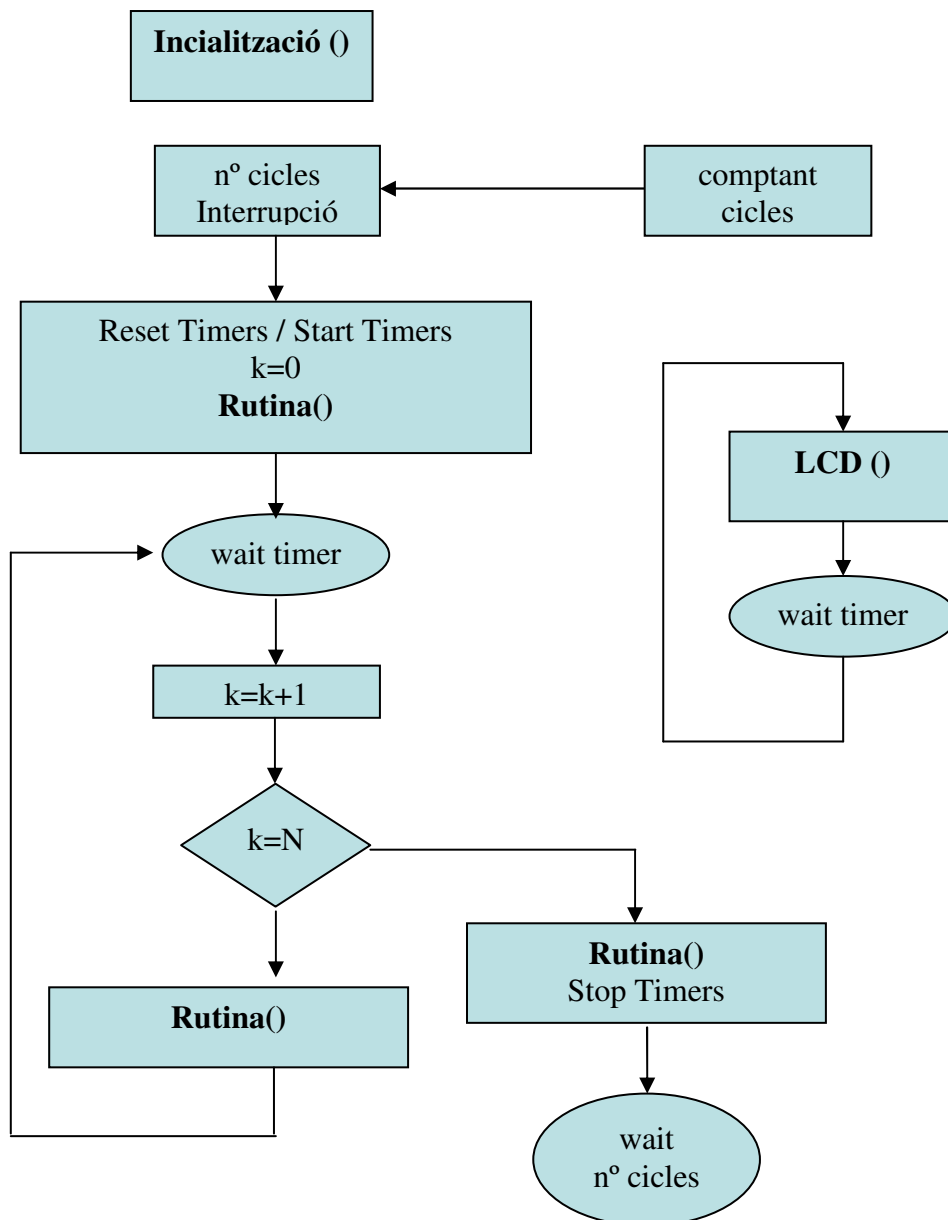 Incialització ()
nº cicles
Interrupció
comptant
cicles
Reset Timers / Start Timers
k=0
Rutina()
LCD ()
wait timer
wait timer
k=k+1
k=N
Rutina()
Stop Timers
Rutina()
wait
nº cicles